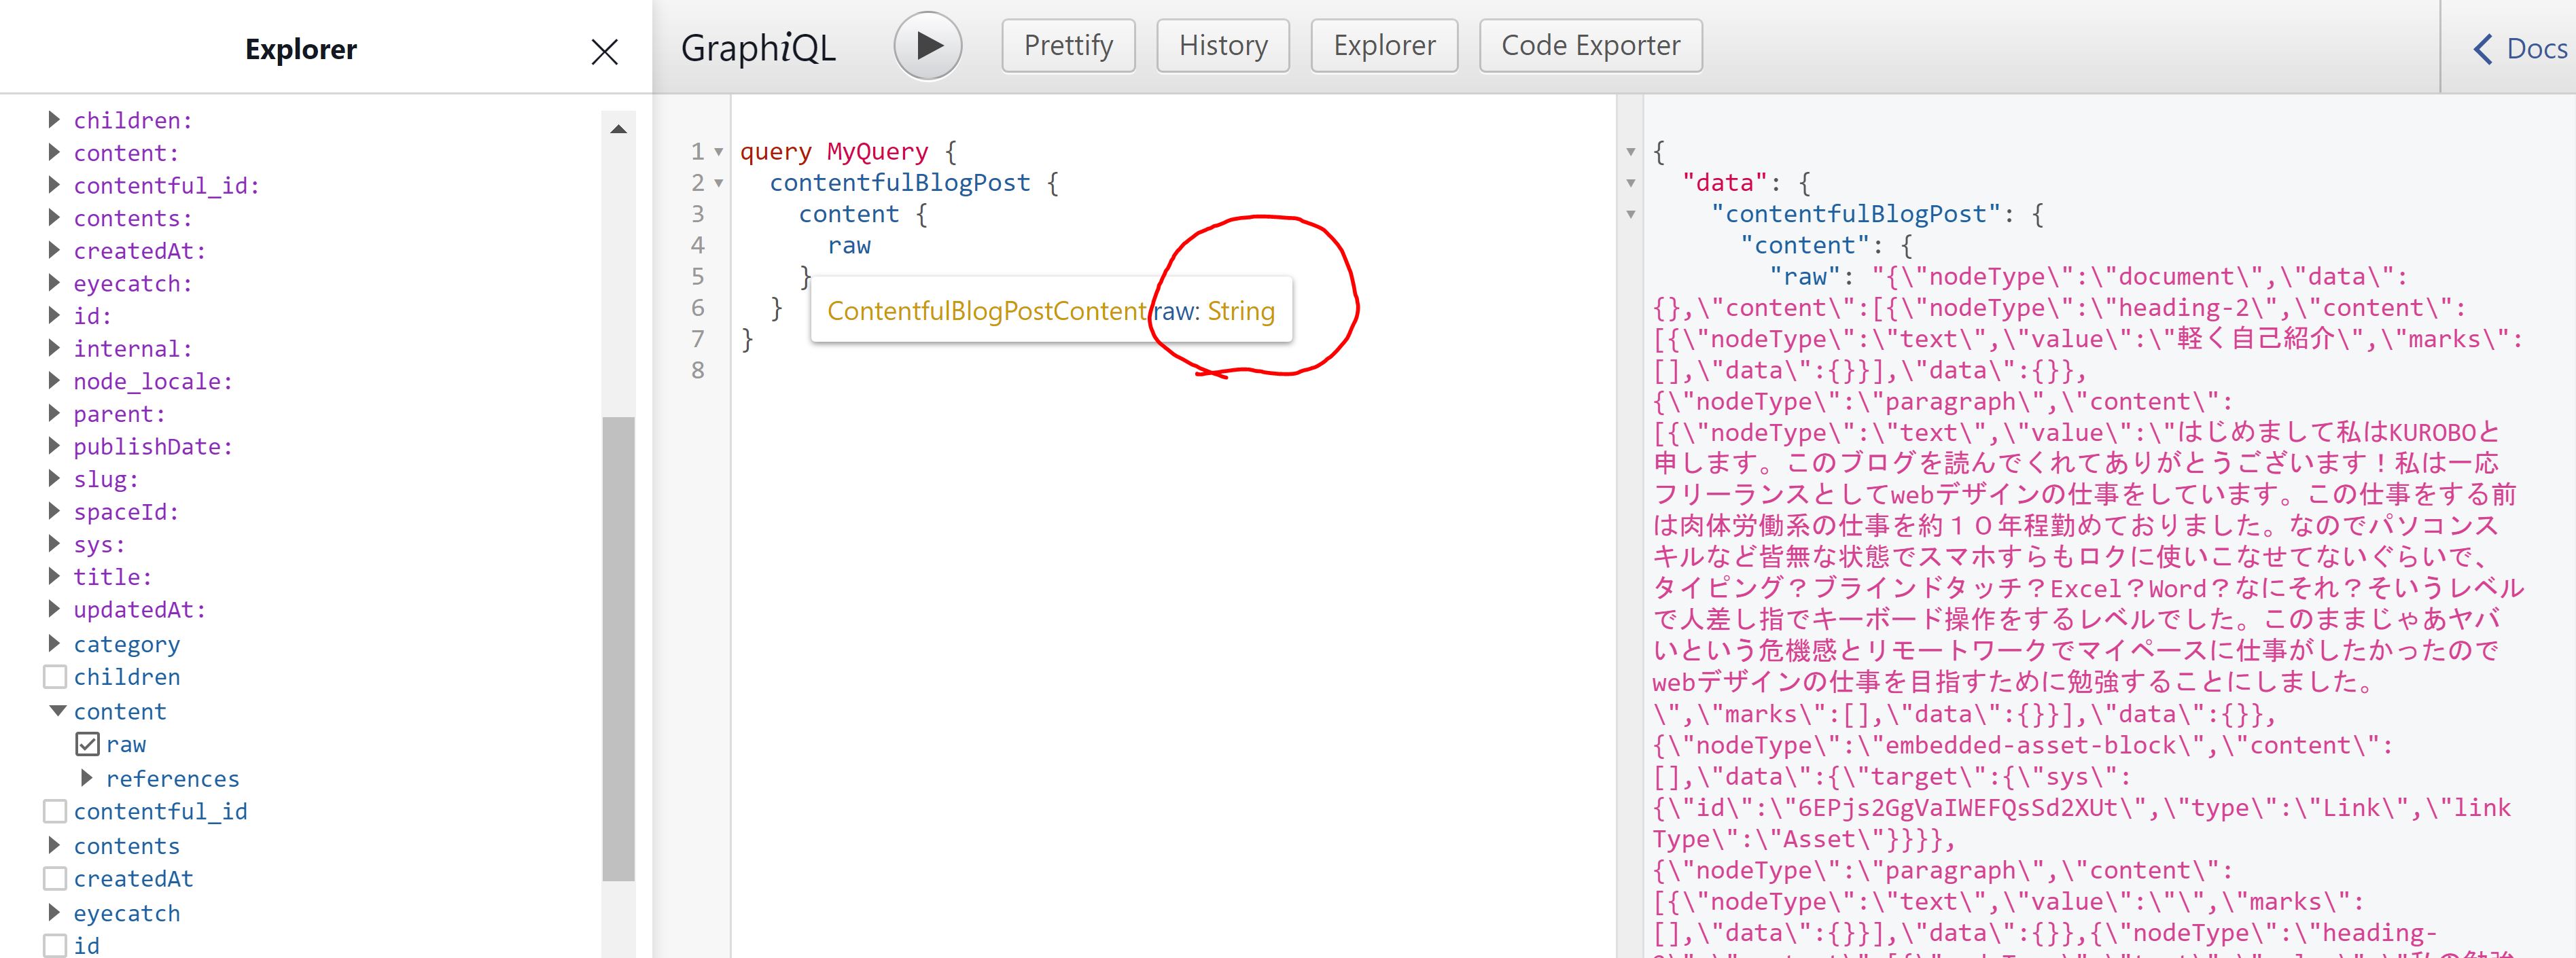 Explorer
children:
content:
contentful_id:
contents:
createdAt:
eyecatch:
id:
internal:
node_locale:
parent:
publishDate:
slug:
spaceId:
sys:
title:
updatedAt:
category
children
content
raw
references
contentful_id
contents
createdAt
eyecatch
id
GraphiQL
Prettify
History
Explorer
Code Exporter
Docs
1 query MyQuery {
2 contentfulBlogPost {
3 content {
4 raw
5 }
6 }
7 }
8
ContentfulBlogPostContent.raw: String
{
"data": {
"contentfulBlogPost": {
"content": {
"raw": "{\"nodeType\":\"document\",\"data\":
{},\"content\":[{\"nodeType\":\"heading-2\",\"content\":
[{\"nodeType\":\"text\",\"value\":\"軽く自己紹介\",\"marks\":
[],\"data\":{}}],\"data\":{}},
{\"nodeType\":\"paragraph\",\"content\":
[{\"nodeType\":\"text\",\"value\":\"はじめまして私はKUROBOと
申します。このブログを読んでくれてありがとうございます！私は一応
フリーランスとしてwebデザインの仕事をしています。この仕事をする前
は肉体労働系の仕事を約１０年程勤めておりました。なのでパソコンス
キルなど皆無な状態でスマホすらもロクに使いこなせてないぐらいで、
タイピング？ブラインドタッチ？Excel？Word？なにそれ？そいうレベル
で人差し指でキーボード操作をするレベルでした。このままじゃあヤバ
いという危機感とリモートワークでマイペースに仕事がしたかったので
webデザインの仕事を目指すために勉強することにしました。
\",\"marks\":[],\"data\":{}}],\"data\":{}},
{\"nodeType\":\"embedded-asset-block\",\"content\":
[],\"data\":{\"target\":{\"sys\":
{\"id\":\"6EPjs2GgVaIWEFQsSd2XUt\",\"type\":\"Link\",\"link
Type\":\"Asset\"}}}},
{\"nodeType\":\"paragraph\",\"content\":
[{\"nodeType\":\"text\",\"value\":\"\",\"marks\":
[],\"data\":{}}],\"data\":{}},{\"nodeType\":\"heading-